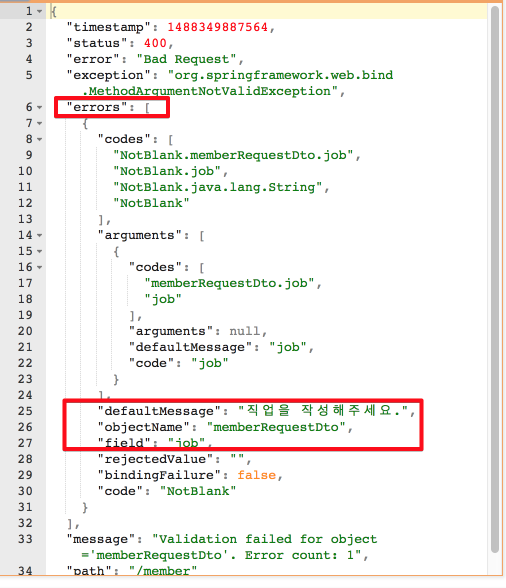 1 {
2 "timestamp": 1488349887564,
3 "status": 400,
4 "error": "Bad Request",
5 "exception": "org.springframework.web.bind
.MethodArgumentNotValidException",
6 "errors": [
7 {
8 "codes": [
9 "NotBlank.memberRequestDto.job",
10 "NotBlank.job",
11 "NotBlank.java.lang.String",
12 "NotBlank"
13 ],
14 "arguments": [
15 {
16 "codes": [
17 "memberRequestDto.job",
18 "job"
19 ],
20 "arguments": null,
21 "defaultMessage": "job",
22 "code": "job"
23 }
24 ],
25 "defaultMessage": "직업을 작성해주세요.",
26 "objectName": "memberRequestDto",
27 "field": "job",
28 "rejectedValue": "",
29 "bindingFailure": false,
30 "code": "NotBlank"
31 }
32 ],
33 "message": "Validation failed for object
='memberRequestDto'. Error count: 1",
34 "path": "/member"